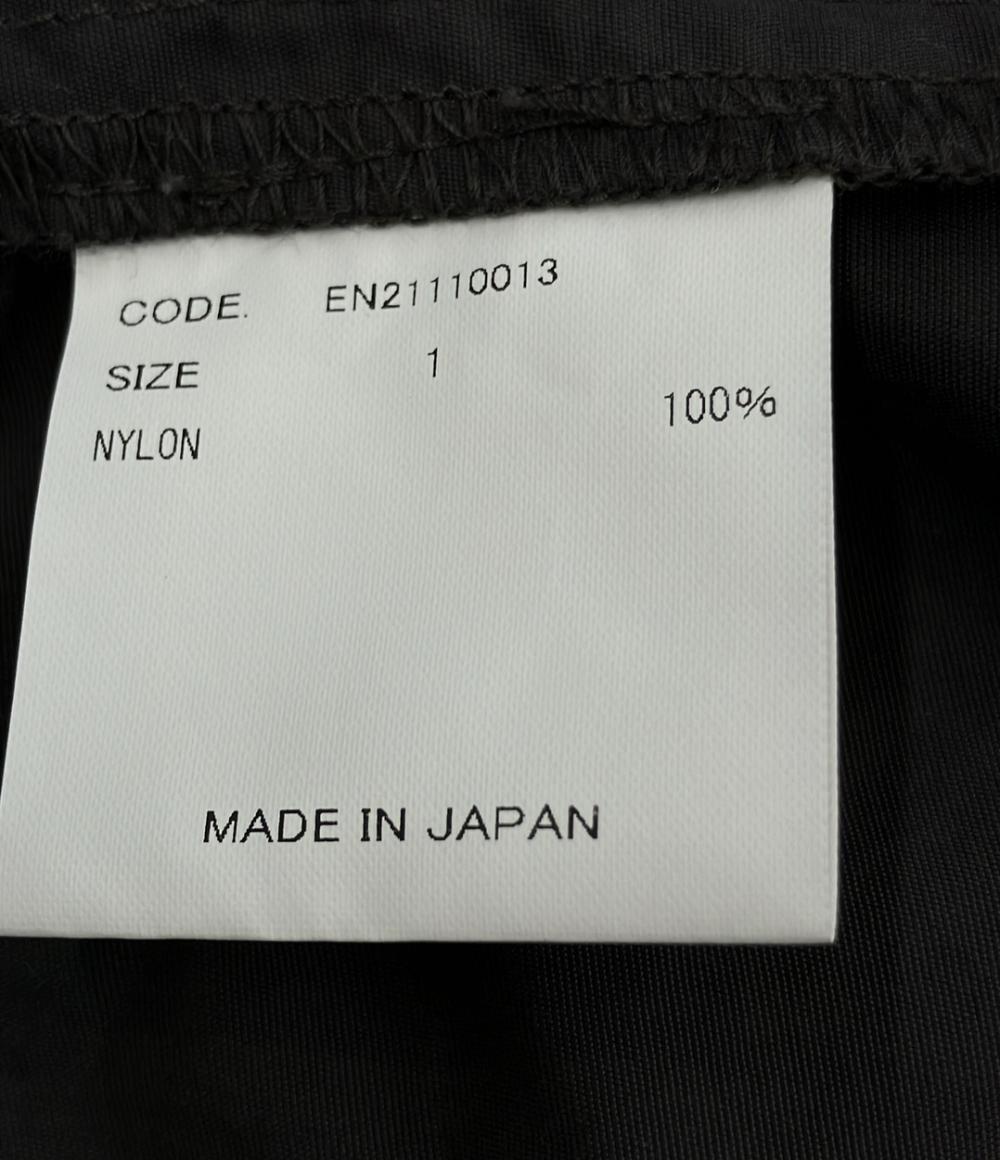 CODE. EN21110013
SIZE 1
NYLON 100%
MADE IN JAPAN